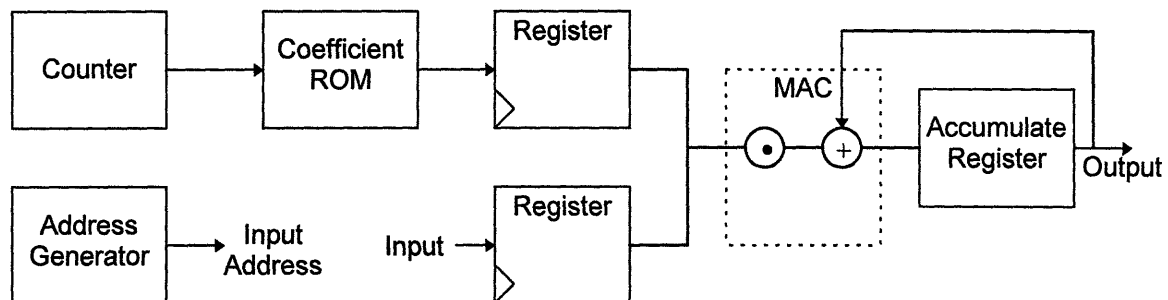 Counter
Coefficient
ROM
Register
MAC
•
+
Accumulate
Register
Output
Address
Generator
Input
Address
Input
Register